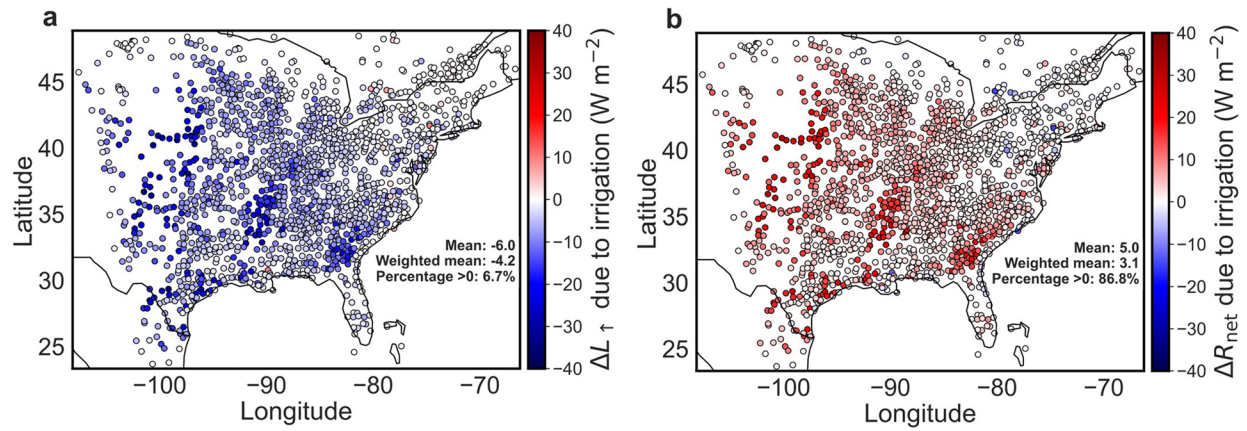 a
45
40
35
30
25
Latitude
−100
−90
−80
−70
Longitude
Mean: -6.0
Weighted mean: -4.2
Percentage >0: 6.7%
40
30
20
10
0
−10
−20
−30
−40
ΔL↑ due to irrigation (W m−2)
b
45
40
35
30
25
Latitude
−100
−90
−80
−70
Longitude
Mean: 5.0
Weighted mean: 3.1
Percentage >0: 86.8%
40
30
20
10
0
−10
−20
−30
−40
ΔRnet due to irrigation (W m−2)